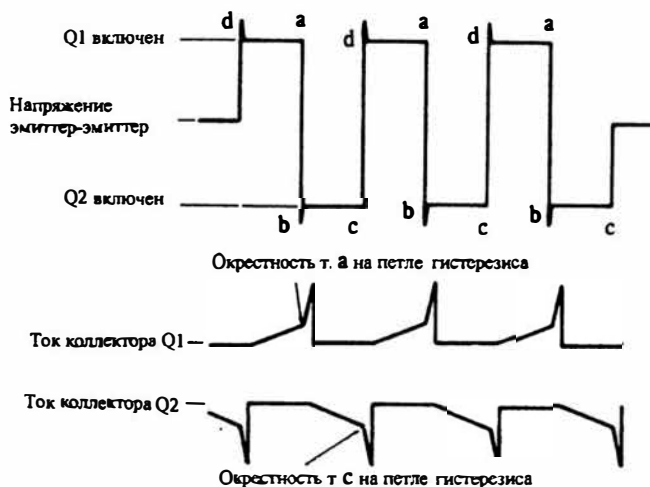 d a a a
Q1 включен
d d
Напряжение
эмиттер-эмиттер
Q2 включен
b c b c b c
Окрестность т. a на петле гистерезиса
Ток коллектора Q1
Ток коллектора Q2
Окрестность т c на петле гистерезиса